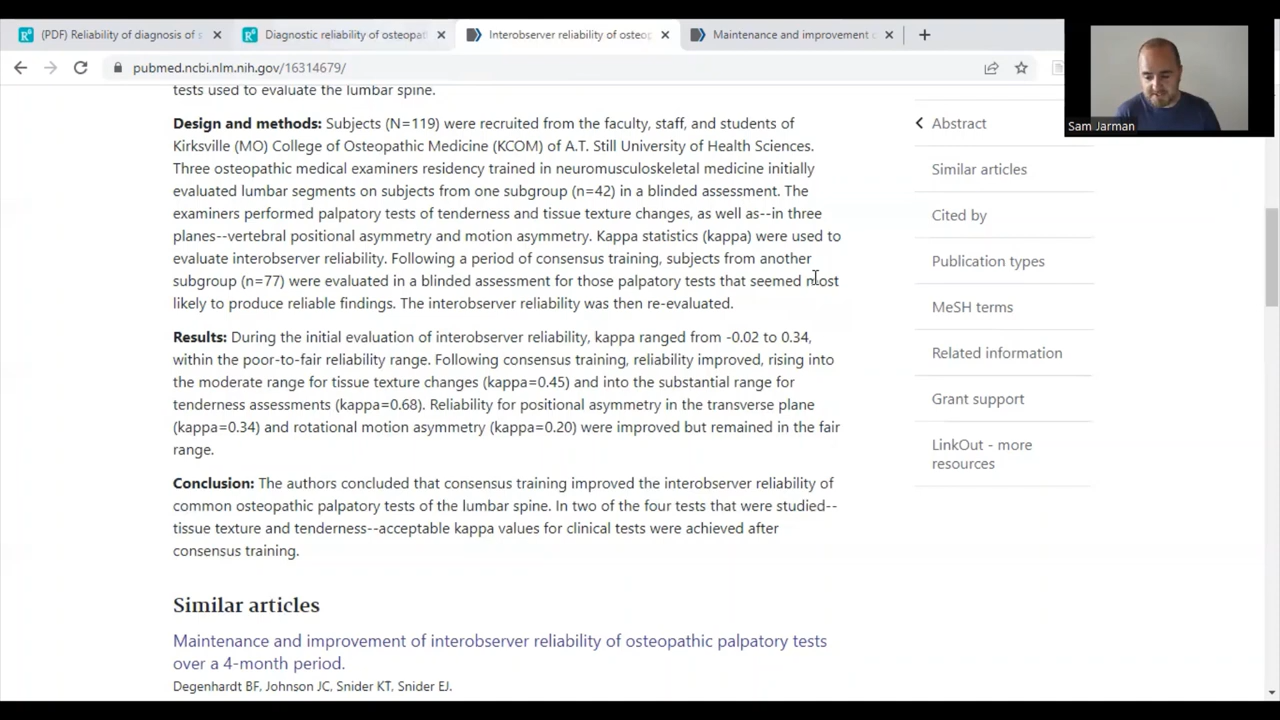 (PDF) Reliability of diagnosis of s
Diagnostic reliability of osteopat
Interobserver reliability of osteop
Maintenance and improvement
pubmed.ncbi.nlm.nih.gov/16314679/
Sam Jarman
tests used to evaluate the lumbar spine.
Design and methods: Subjects (N=119) were recruited from the faculty, staff, and students of
Kirksville (MO) College of Osteopathic Medicine (KCOM) of A.T. Still University of Health Sciences.
Three osteopathic medical examiners residency trained in neuromusculoskeletal medicine initially
evaluated lumbar segments on subjects from one subgroup (n=42) in a blinded assessment. The
examiners performed palpatory tests of tenderness and tissue texture changes, as well as--in three
planes--vertebral positional asymmetry and motion asymmetry. Kappa statistics (kappa) were used to
evaluate interobserver reliability. Following a period of consensus training, subjects from another
subgroup (n=77) were evaluated in a blinded assessment for those palpatory tests that seemed most
likely to produce reliable findings. The interobserver reliability was then re-evaluated.
Results: During the initial evaluation of interobserver reliability, kappa ranged from -0.02 to 0.34,
within the poor-to-fair reliability range. Following consensus training, reliability improved, rising into
the moderate range for tissue texture changes (kappa=0.45) and into the substantial range for
tenderness assessments (kappa=0.68). Reliability for positional asymmetry in the transverse plane
(kappa=0.34) and rotational motion asymmetry (kappa=0.20) were improved but remained in the fair
range.
Conclusion: The authors concluded that consensus training improved the interobserver reliability of
common osteopathic palpatory tests of the lumbar spine. In two of the four tests that were studied--
tissue texture and tenderness--acceptable kappa values for clinical tests were achieved after
consensus training.
Similar articles
Maintenance and improvement of interobserver reliability of osteopathic palpatory tests
over a 4-month period.
Degenhardt BF, Johnson JC, Snider KT, Snider EJ.
Abstract
Similar articles
Cited by
Publication types
MeSH terms
Related information
Grant support
LinkOut - more
resources